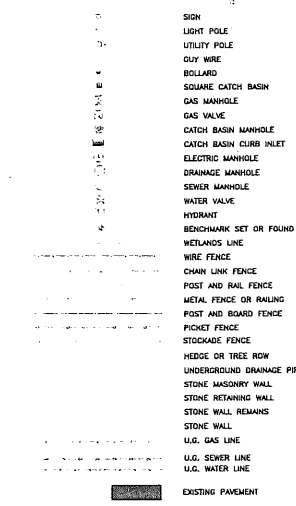 SIGN
LIGHT POLE
UTILITY POLE
GUY WIRE
BOLLARD
SQUARE CATCH BASIN
GAS MANHOLE
GAS VALVE
CATCH BASIN MANHOLE
CATCH BASIN CURB INLET
ELECTRIC MANHOLE
DRAINAGE MANHOLE
SEWER MANHOLE
WATER VALVE
HYDRANT
BENCHMARK SET OR FOUND
WETLANDS LINE
WIRE FENCE
CHAIN LINK FENCE
POST AND RAIL FENCE
METAL FENCE OR RAILING
POST AND BOARD FENCE
PICKET FENCE
STOCKADE FENCE
HEDGE OR TREE ROW
UNDERGROUND DRAINAGE PI
STONE MASONRY WALL
STONE RETAINING WALL
STONE WALL REMAINS
STONE WALL
U.G. GAS LINE
U.G. SEWER LINE
U.G. WATER LINE
EXISTING PAVEMENT